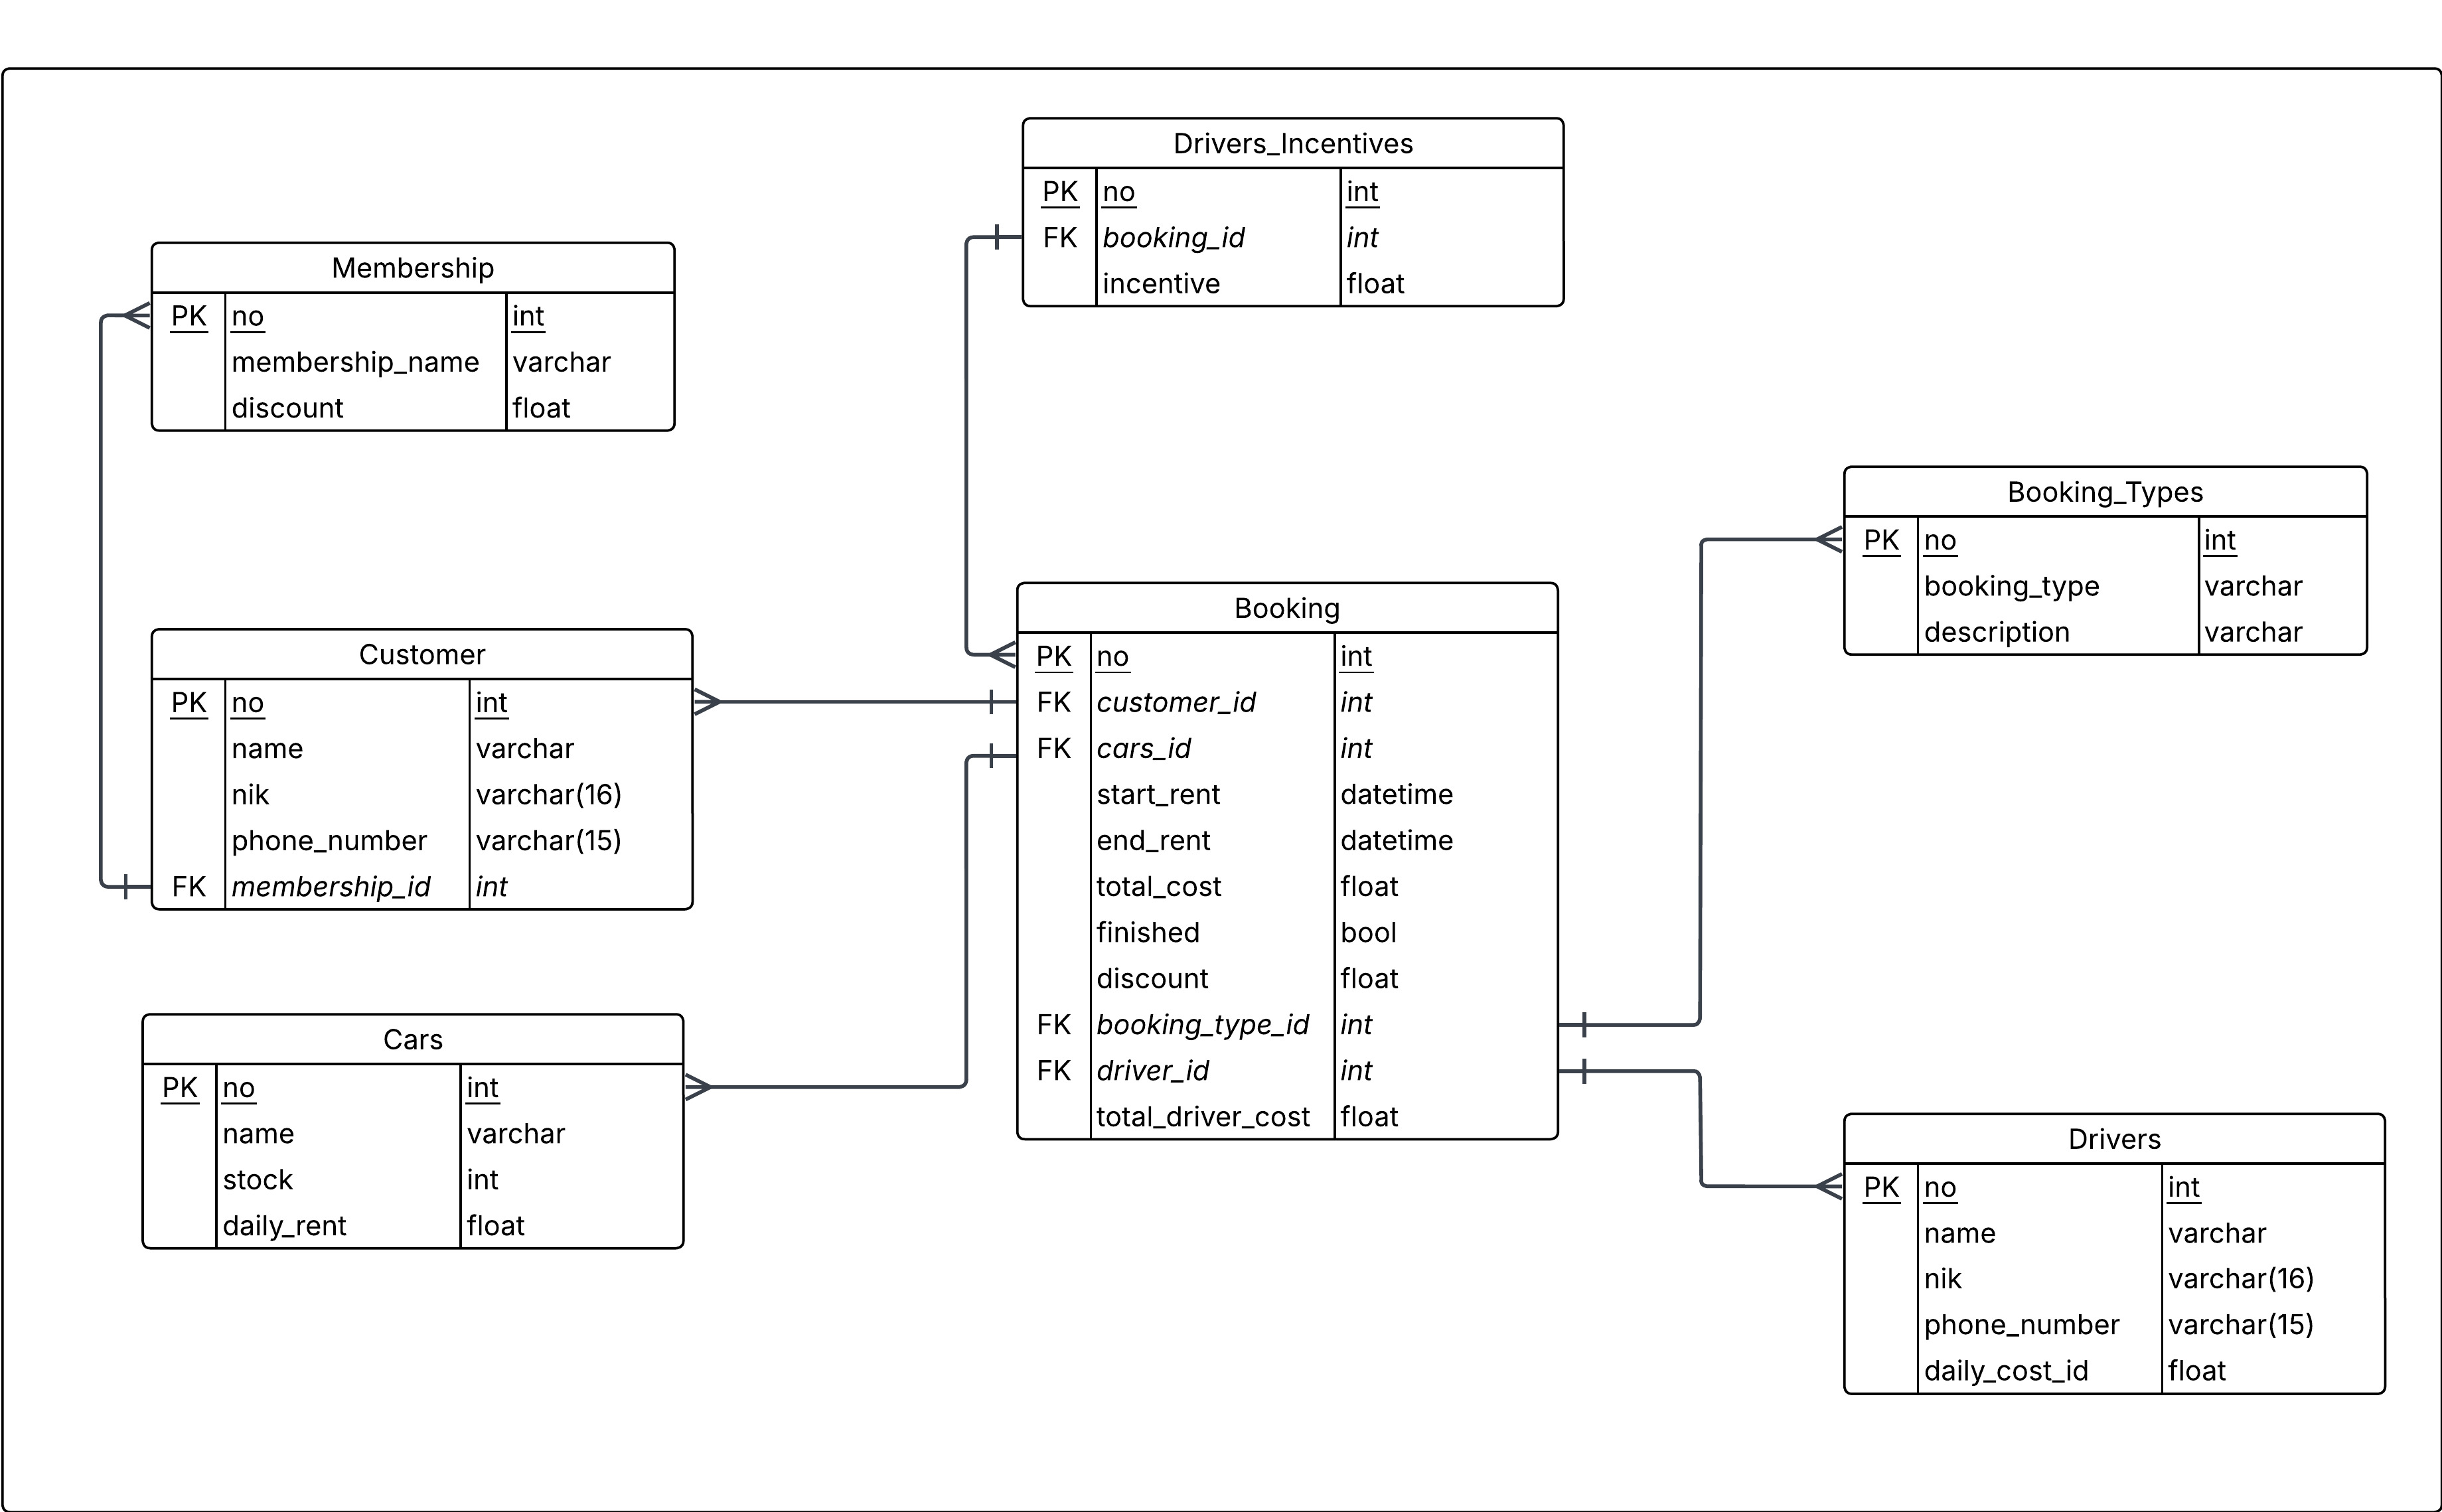 Drivers_Incentives
PK no int
FK booking_id int
incentive float
Membership
PK no int
membership_name varchar
discount float
Booking_Types
PK no int
booking_type varchar
description varchar
Booking
PK no int
FK customer_id int
FK cars_id int
start_rent datetime
end_rent datetime
total_cost float
finished bool
discount float
FK booking_type_id int
FK driver_id int
total_driver_cost float
Customer
PK no int
name varchar
nik varchar(16)
phone_number varchar(15)
FK membership_id int
Cars
PK no int
name varchar
stock int
daily_rent float
Drivers
PK no int
name varchar
nik varchar(16)
phone_number varchar(15)
daily_cost_id float